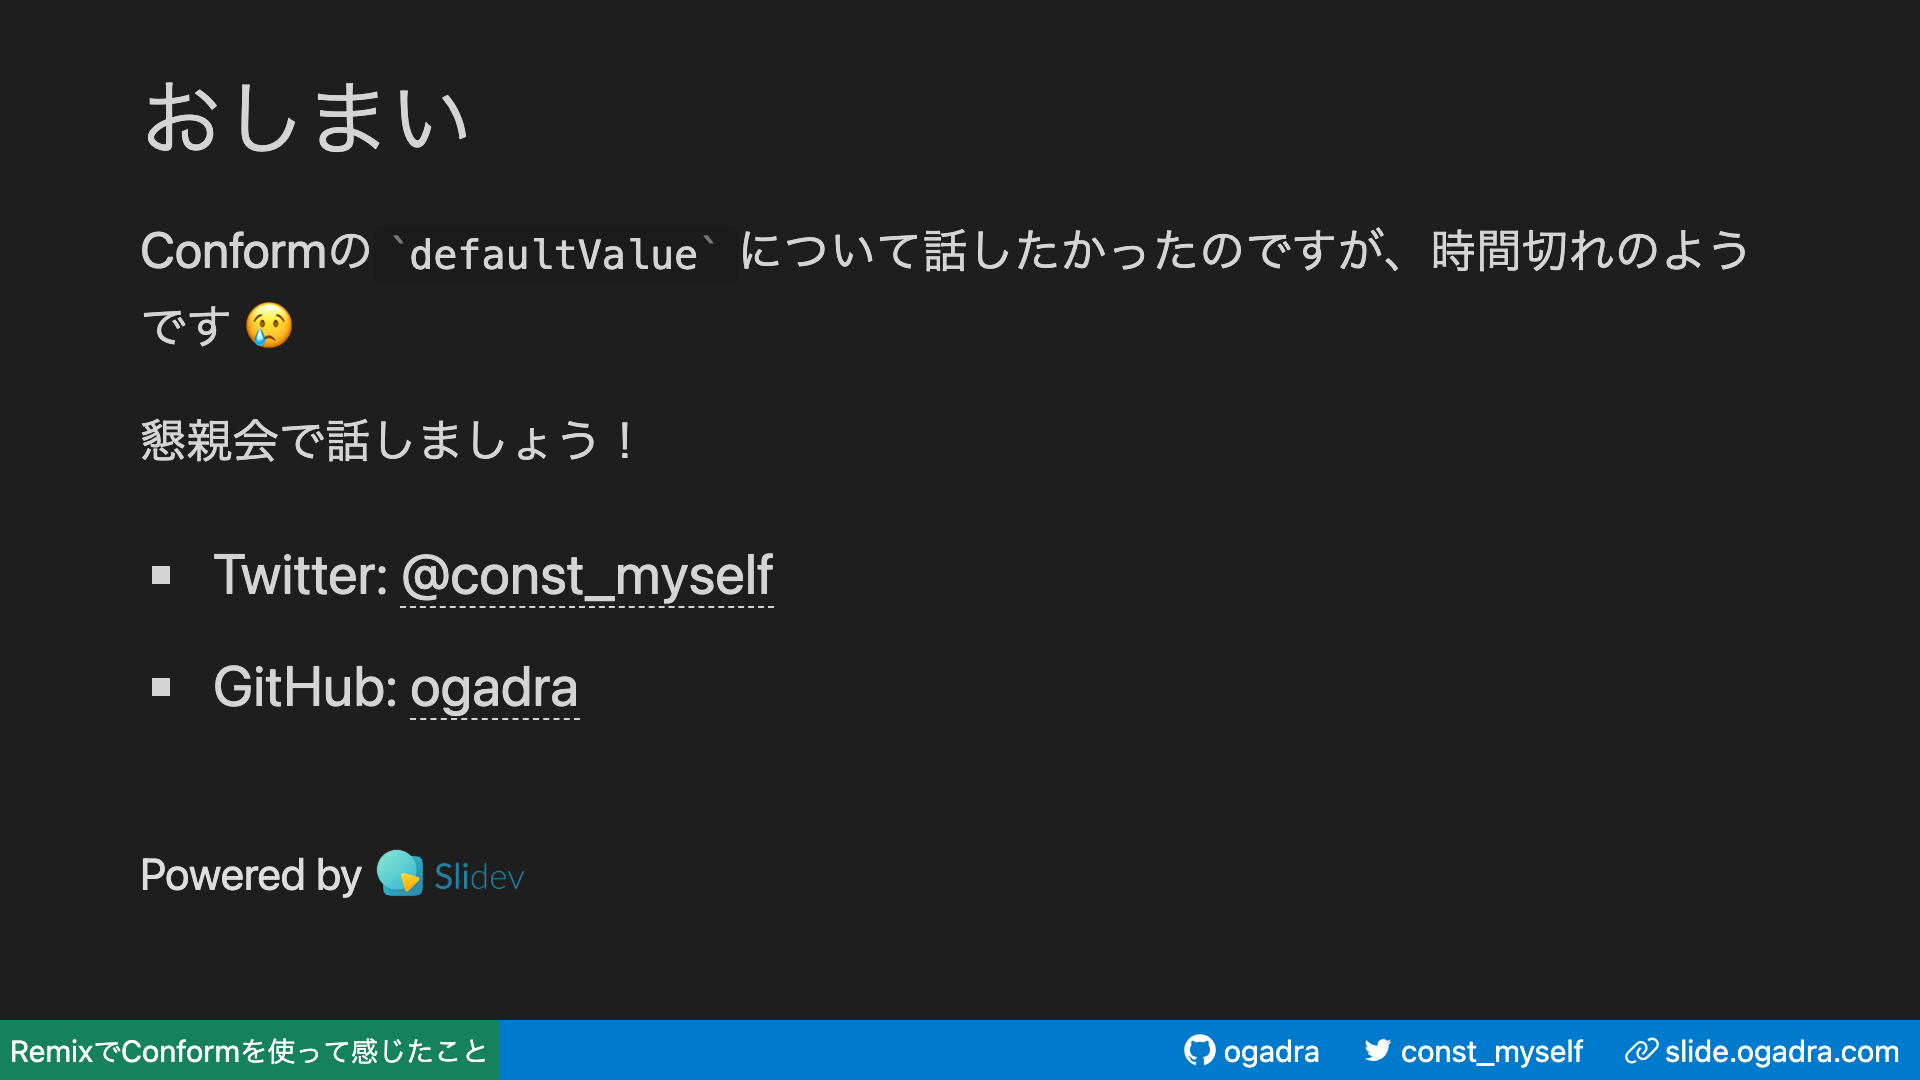 おしまい
Conformの `defaultValue` について話したかったのですが、時間切れのよう
です 😢
懇親会で話しましょう！
Twitter: @const_myself
GitHub: ogadra
Powered by Slidev
RemixでConformを使って感じたこと
ogadra const_myself slide.ogadra.com